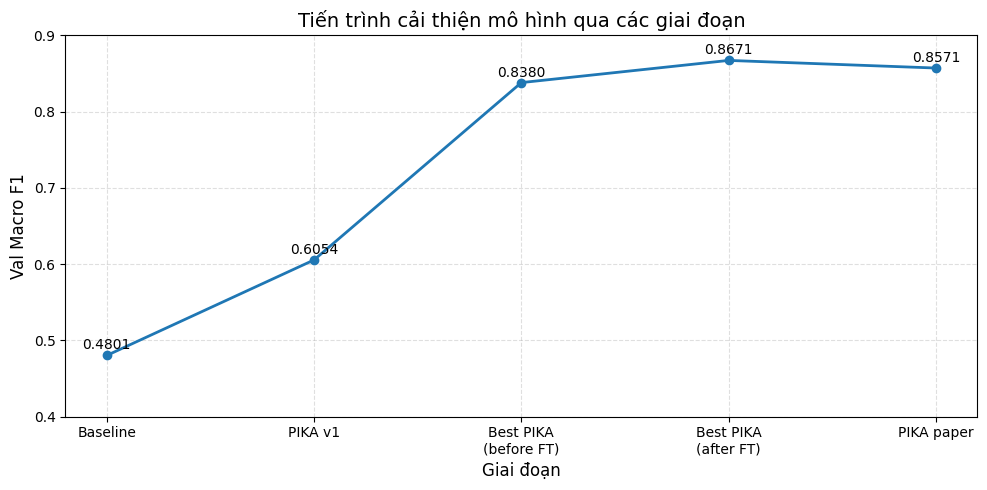 Tiến trình cải thiện mô hình qua các giai đoạn
Val Macro F1
0.9
0.8
0.7
0.6
0.5
0.4
0.4801
0.6054
0.8380
0.8671
0.8571
Baseline
PIKA v1
Best PIKA
(before FT)
Best PIKA
(after FT)
PIKA paper
Giai đoạn